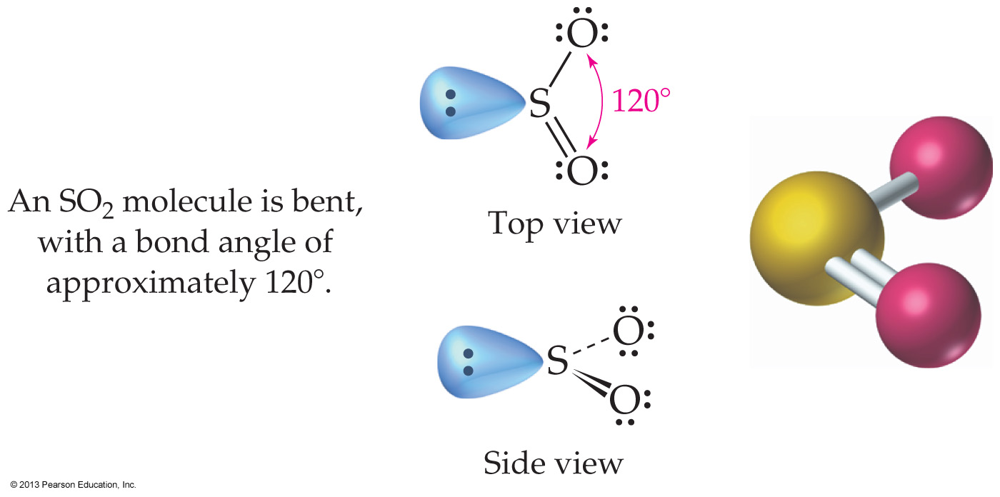 An SO₂ molecule is bent,
with a bond angle of
approximately 120°.
:Ö:
S
120°
:O:
Top view
S
Ö:
O:
Side view
© 2013 Pearson Education, Inc.